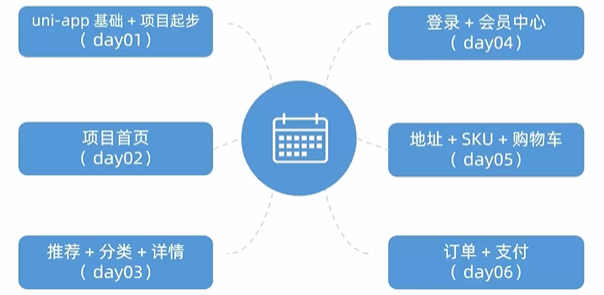 uni-app 基础 + 项目起步
（ day01）
项目首页
（ day02）
推荐 + 分类 + 详情
（ day03）
登录 + 会员中心
（ day04）
地址 + SKU + 购物车
（ day05）
订单 + 支付
（ day06）